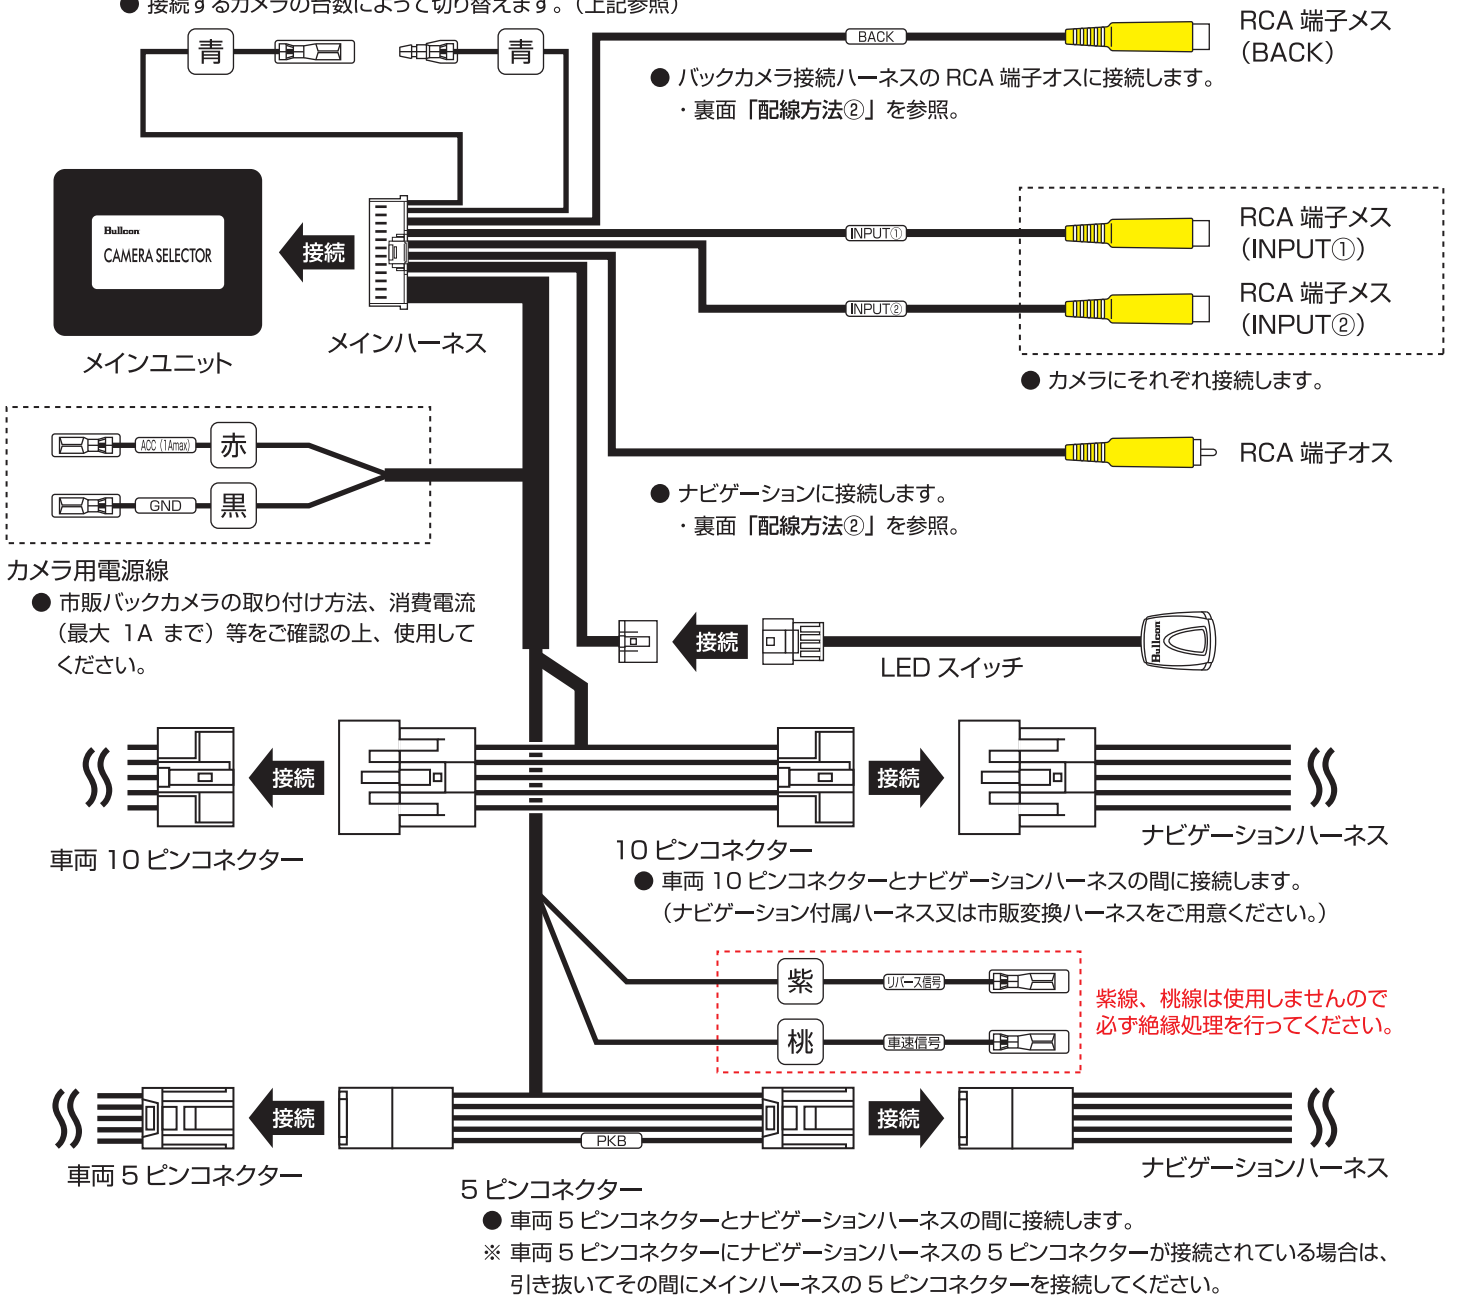 ● 接続するカメラの台数によって切り替えます。（上記参照）
青
青
BACK
RCA 端子メス
（BACK）
● バックカメラ接続ハーネスの RCA 端子オスに接続します。
・裏面「配線方法②」を参照。
Bullcon
CAMERA SELECTOR
接続
メインユニット
メインハーネス
INPUT①
RCA 端子メス
（INPUT①）
INPUT②
RCA 端子メス
（INPUT②）
● カメラにそれぞれ接続します。
ACC（1Amax）
赤
GND
黒
カメラ用電源線
● 市販バックカメラの取り付け方法、消費電流
（最大 1A まで）等をご確認の上、使用して
ください。
RCA 端子オス
● ナビゲーションに接続します。
・裏面「配線方法②」を参照。
接続
LED スイッチ
Bullcon
接続
接続
車両 10 ピンコネクター
10 ピンコネクター
ナビゲーションハーネス
● 車両 10 ピンコネクターとナビゲーションハーネスの間に接続します。
（ナビゲーション付属ハーネス又は市販変換ハーネスをご用意ください。）
紫
リバース信号
桃
車速信号
紫線、桃線は使用しませんので
必ず絶縁処理を行ってください。
接続
PKB
接続
車両 5 ピンコネクター
5 ピンコネクター
ナビゲーションハーネス
● 車両 5 ピンコネクターとナビゲーションハーネスの間に接続します。
※ 車両 5 ピンコネクターにナビゲーションハーネスの 5 ピンコネクターが接続されている場合は、
引き抜いてその間にメインハーネスの 5 ピンコネクターを接続してください。